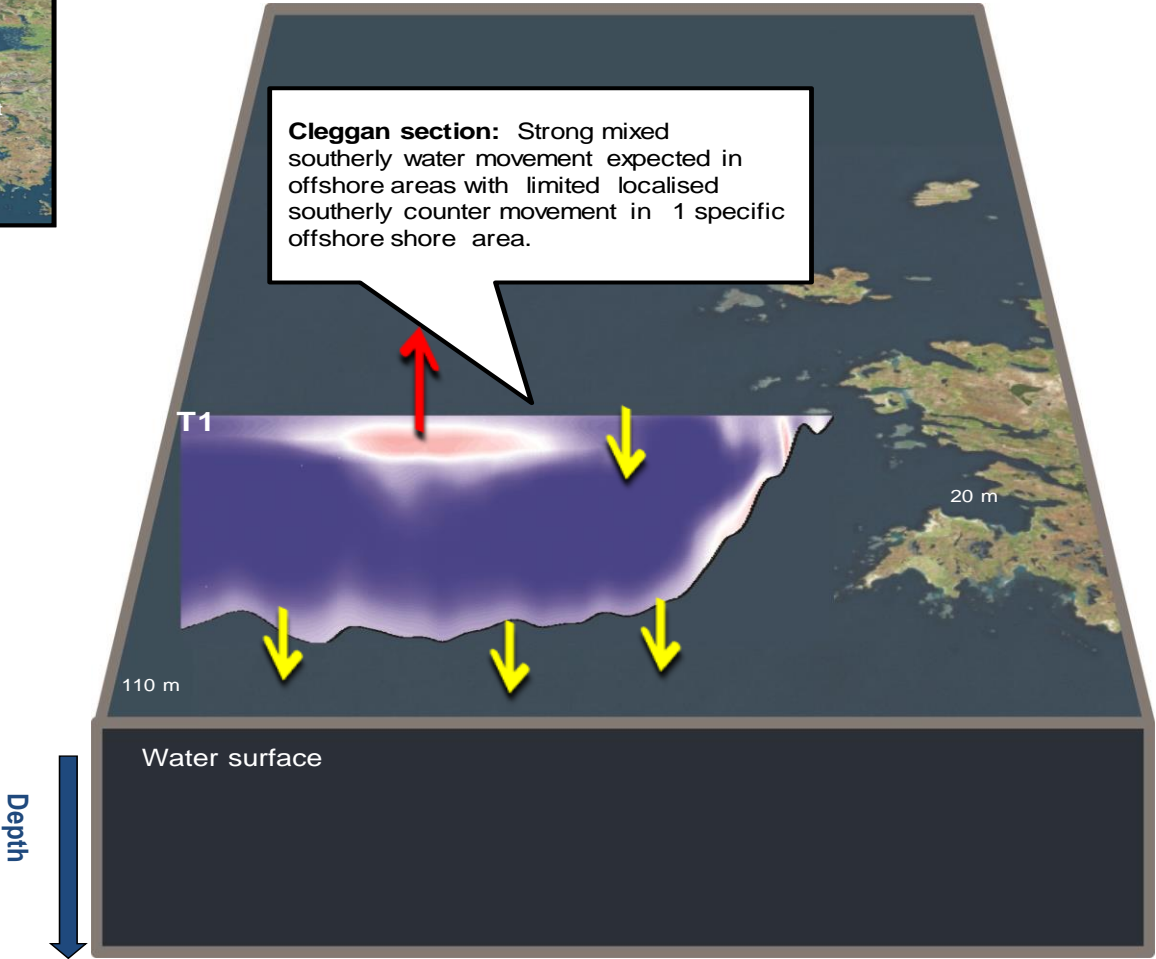 Cleggan section: Strong mixed
southerly water movement expected in
offshore areas with limited localised
southerly counter movement in 1 specific
offshore shore area.
T1
20 m
110 m
Water surface
Depth